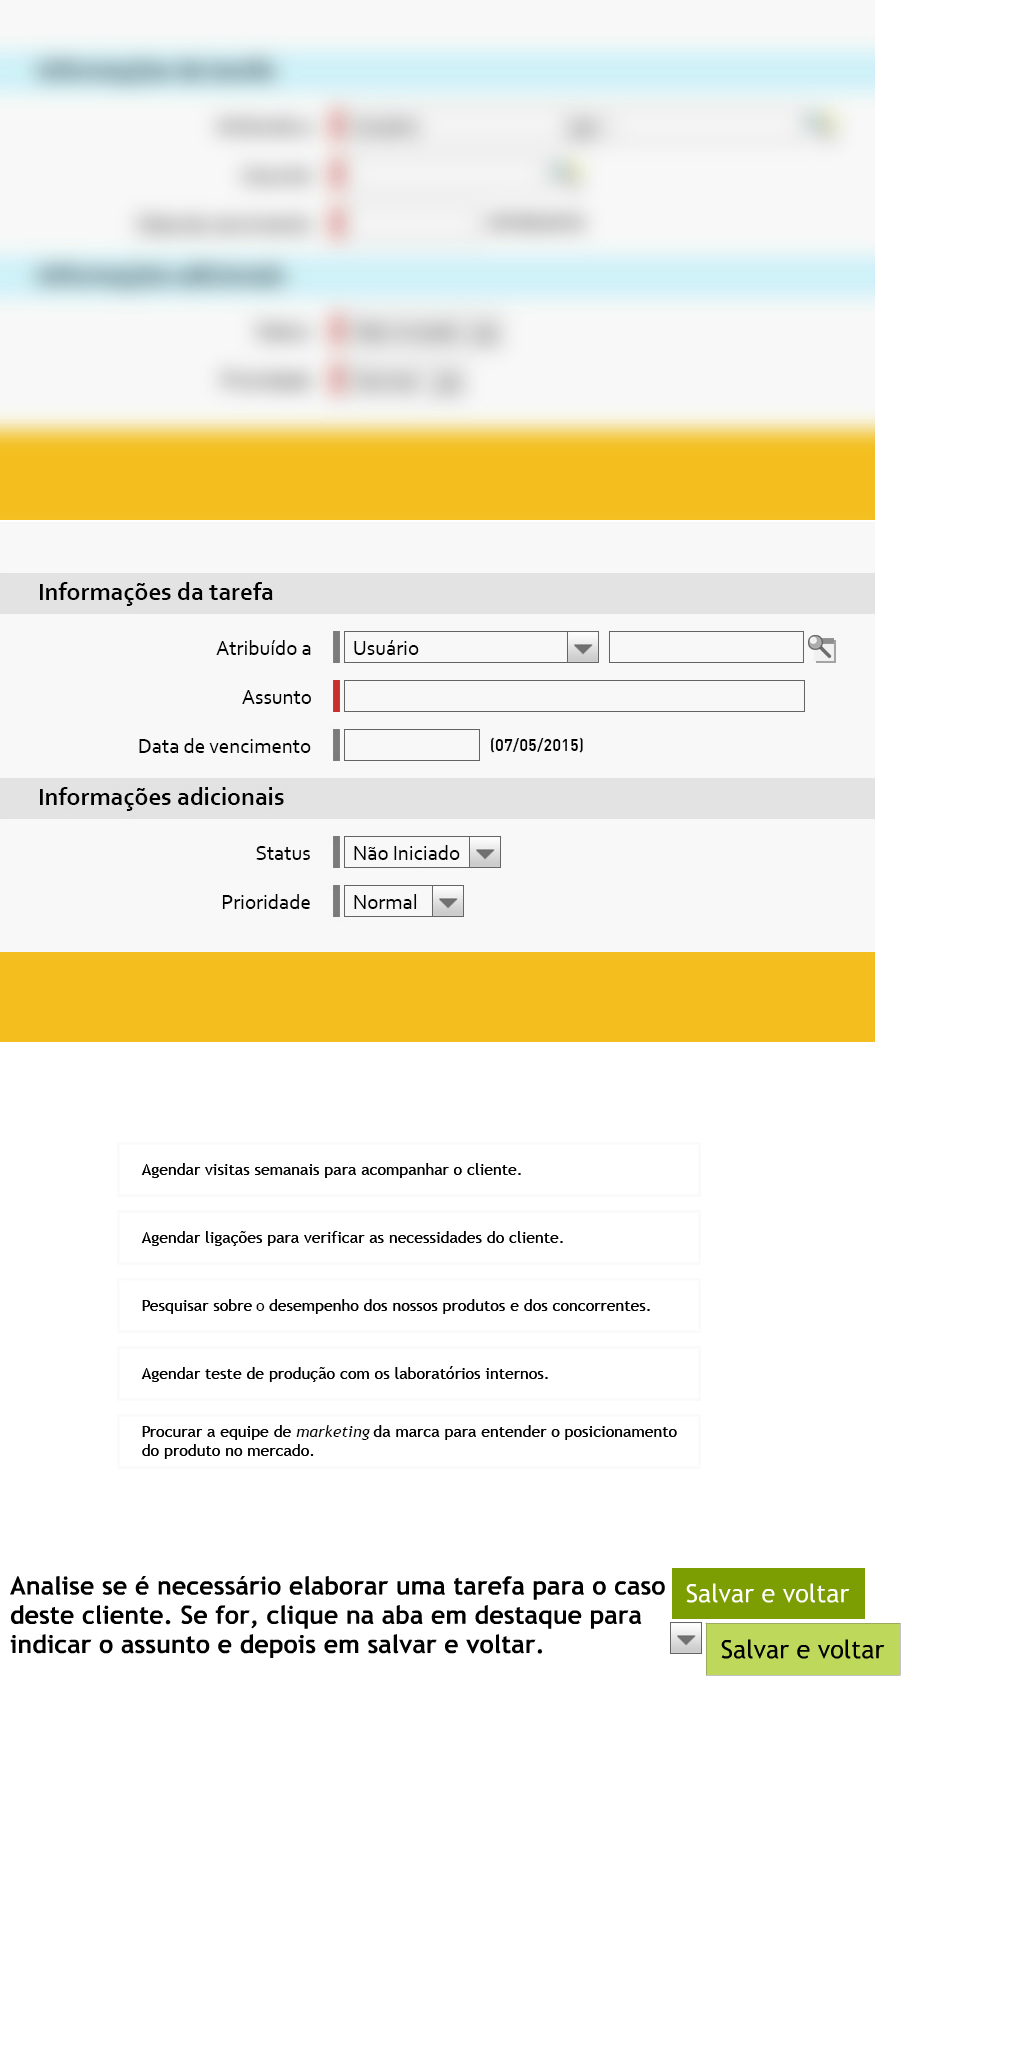 Informações da tarefa
Atribuído a Usuário
Assunto
Data de vencimento (07/05/2015)
Informações adicionais
Status Não Iniciado
Prioridade Normal
Agendar visitas semanais para acompanhar o cliente.
Agendar ligações para verificar as necessidades do cliente.
Pesquisar sobre o desempenho dos nossos produtos e dos concorrentes.
Agendar teste de produção com os laboratórios internos.
Procurar a equipe de marketing da marca para entender o posicionamento
do produto no mercado.
Analise se é necessário elaborar uma tarefa para o caso
deste cliente. Se for, clique na aba em destaque para
indicar o assunto e depois em salvar e voltar.
Salvar e voltar
Salvar e voltar